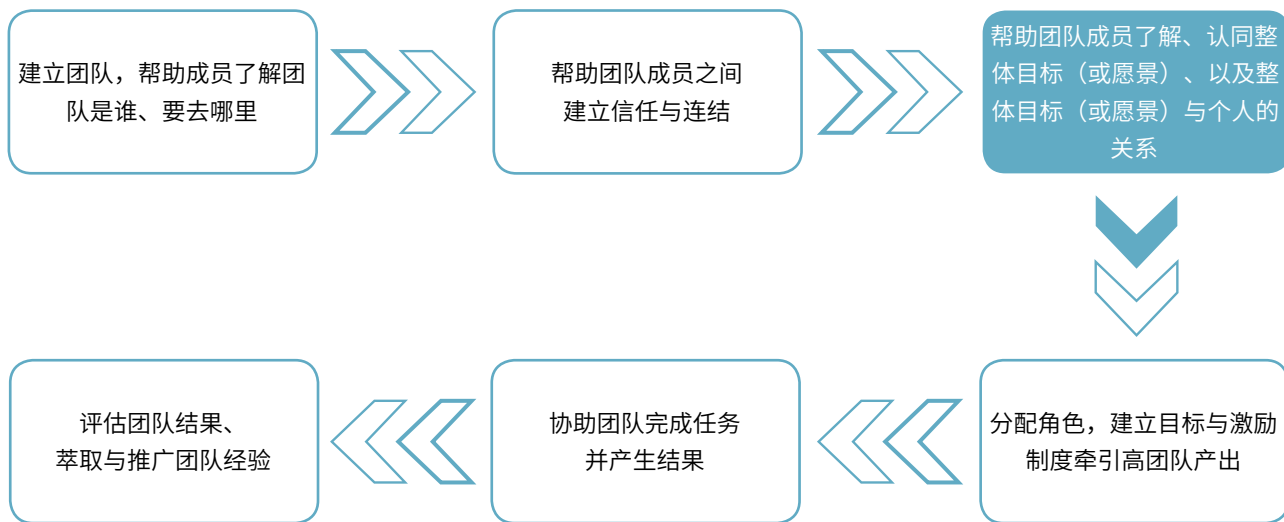 建立团队，帮助成员了解团
队是谁、要去哪里
帮助团队成员之间
建立信任与连结
帮助团队成员了解、认同整
体目标（或愿景）、以及整
体目标（或愿景）与个人的
关系
分配角色，建立目标与激励
制度牵引高团队产出
协助团队完成任务
并产生结果
评估团队结果、
萃取与推广团队经验